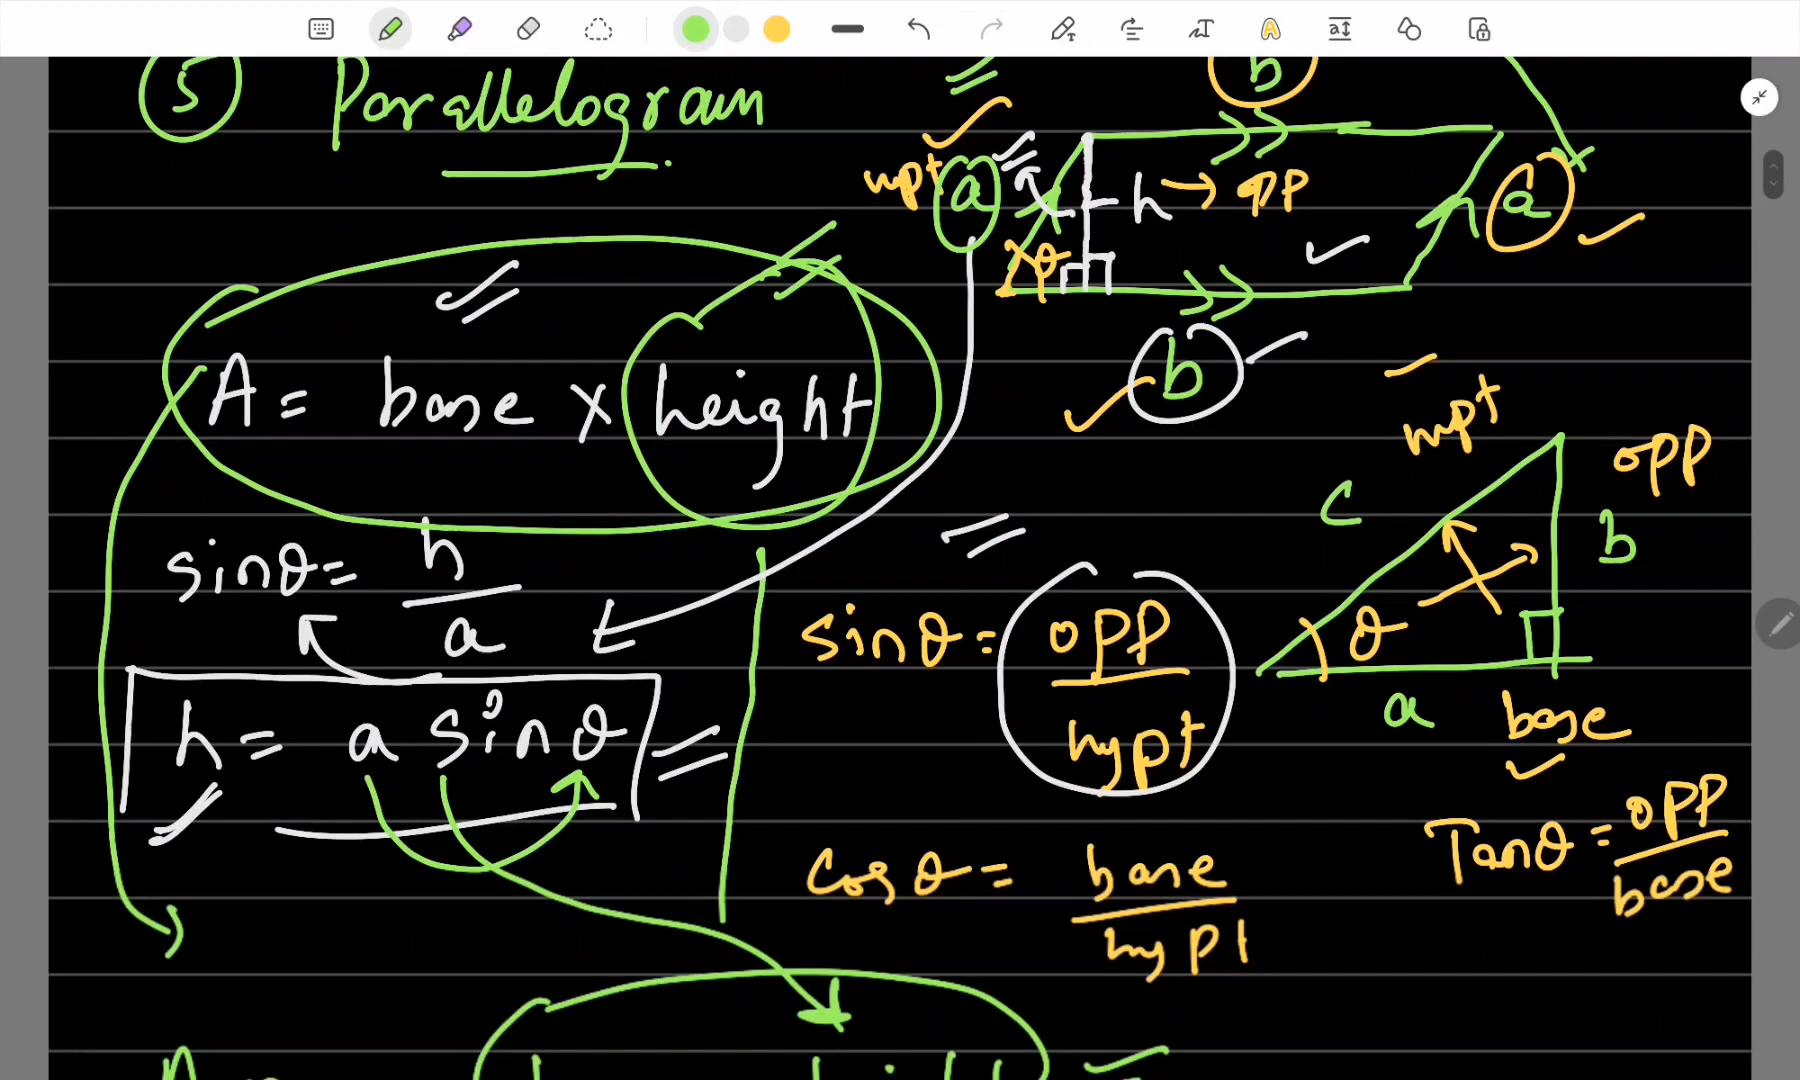 5 Parallelogram
b
hypt a h → opp a
θ
A = base × height
b
hypt
opp
c
b
sinθ = h/a
sinθ = opp/hypt
θ
a base
h = a sinθ
Tanθ = opp/base
cosθ = base/hypt